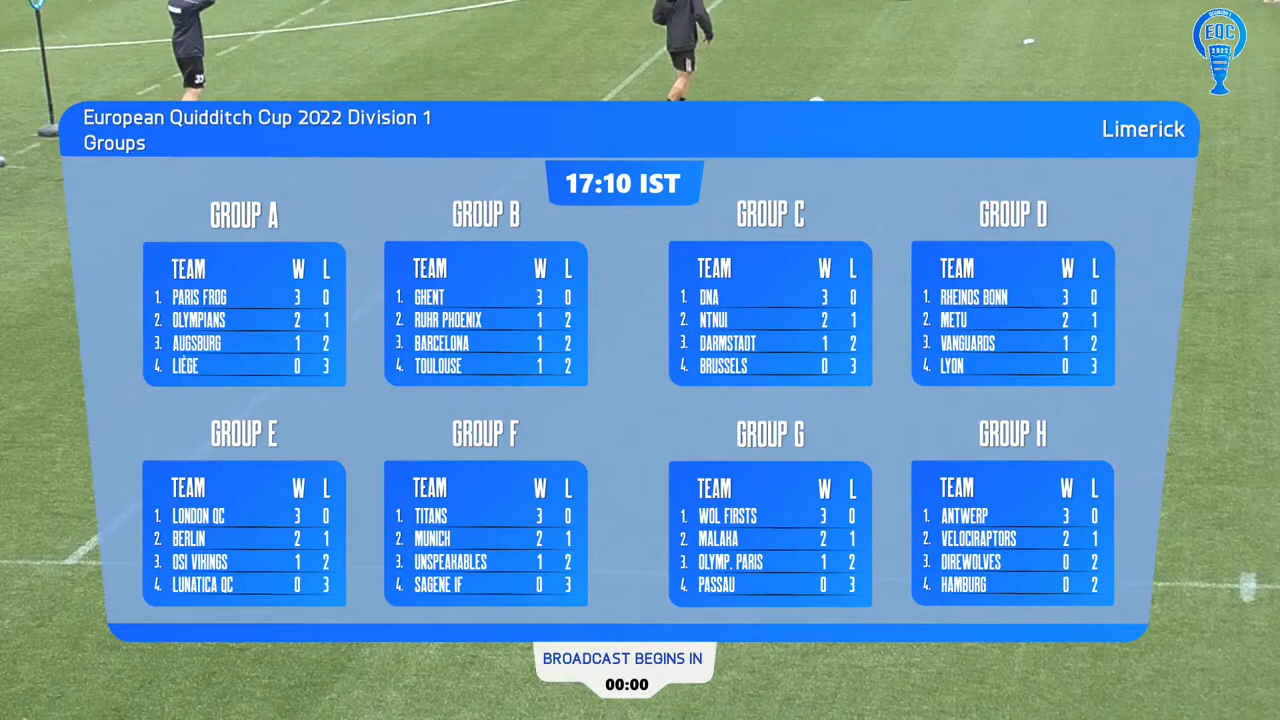 Division 1
EQC
2022
European Quidditch Cup 2022 Division 1
Groups
Limerick
17:10 IST
GROUP A
TEAM W L
1. PARIS FROG 3 0
2. OLYMPIANS 2 1
3. AUGSBURG 1 2
4. LIÈGE 0 3
GROUP B
TEAM W L
1. GHENT 3 0
2. RUHR PHOENIX 1 2
3. BARCELONA 1 2
4. TOULOUSE 1 2
GROUP C
TEAM W L
1. DNA 3 0
2. NTNUI 2 1
3. DARMSTADT 1 2
4. BRUSSELS 0 3
GROUP D
TEAM W L
1. RHEINOS BONN 3 0
2. METU 2 1
3. VANGUARDS 1 2
4. LYON 0 3
GROUP E
TEAM W L
1. LONDON QC 3 0
2. BERLIN 2 1
3. OSI VIKINGS 1 2
4. LUNATICA QC 0 3
GROUP F
TEAM W L
1. TITANS 3 0
2. MUNICH 2 1
3. UNSPEAKABLES 1 2
4. SAGENE IF 0 3
GROUP G
TEAM W L
1. WOL FIRSTS 3 0
2. MALAKA 2 1
3. OLYMP. PARIS 1 2
4. PASSAU 0 3
GROUP H
TEAM W L
1. ANTWERP 3 0
2. VELOCIRAPTORS 2 1
3. DIREWOLVES 0 2
4. HAMBURG 0 2
BROADCAST BEGINS IN
00:00